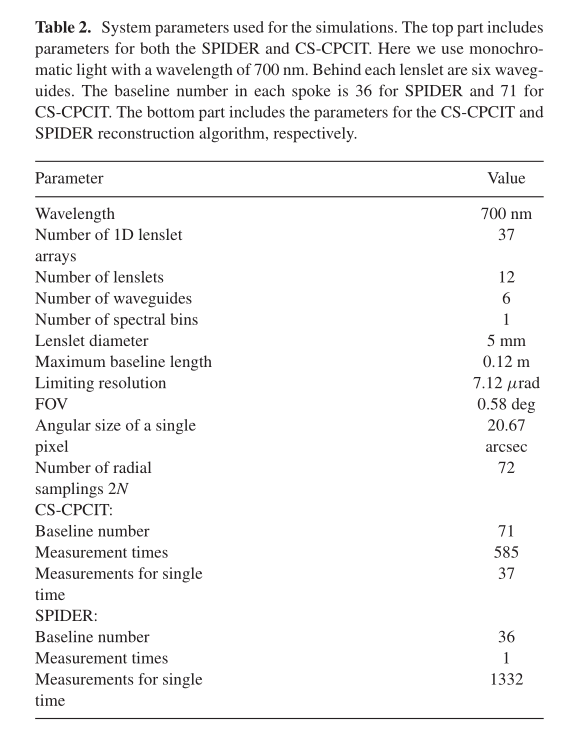 Table 2. System parameters used for the simulations. The top part includes
parameters for both the SPIDER and CS-CPCIT. Here we use monochro-
matic light with a wavelength of 700 nm. Behind each lenslet are six waveg-
uides. The baseline number in each spoke is 36 for SPIDER and 71 for
CS-CPCIT. The bottom part includes the parameters for the CS-CPCIT and
SPIDER reconstruction algorithm, respectively.
Parameter Value
Wavelength 700 nm
Number of 1D lenslet 37
arrays
Number of lenslets 12
Number of waveguides 6
Number of spectral bins 1
Lenslet diameter 5 mm
Maximum baseline length 0.12 m
Limiting resolution 7.12 μrad
FOV 0.58 deg
Angular size of a single 20.67
pixel arcsec
Number of radial 72
samplings 2N
CS-CPCIT:
Baseline number 71
Measurement times 585
Measurements for single 37
time
SPIDER:
Baseline number 36
Measurement times 1
Measurements for single 1332
time